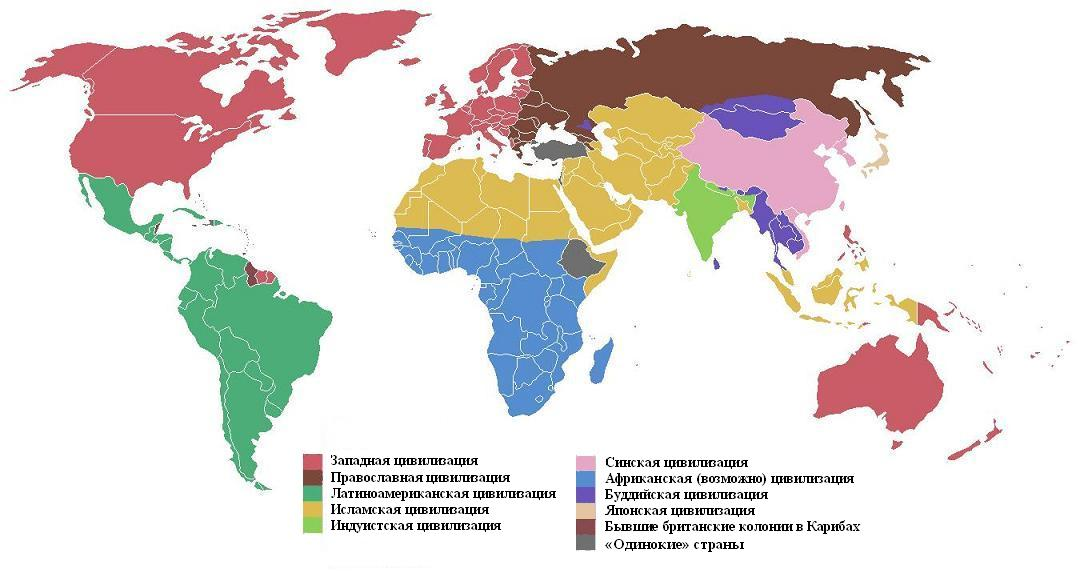 Западная цивилизация
Православная цивилизация
Латиноамериканская цивилизация
Исламская цивилизация
Индуистская цивилизация
Синская цивилизация
Африканская (возможно) цивилизация
Буддийская цивилизация
Японская цивилизация
Бывшие британские колонии в Карибах
«Одинокие» страны